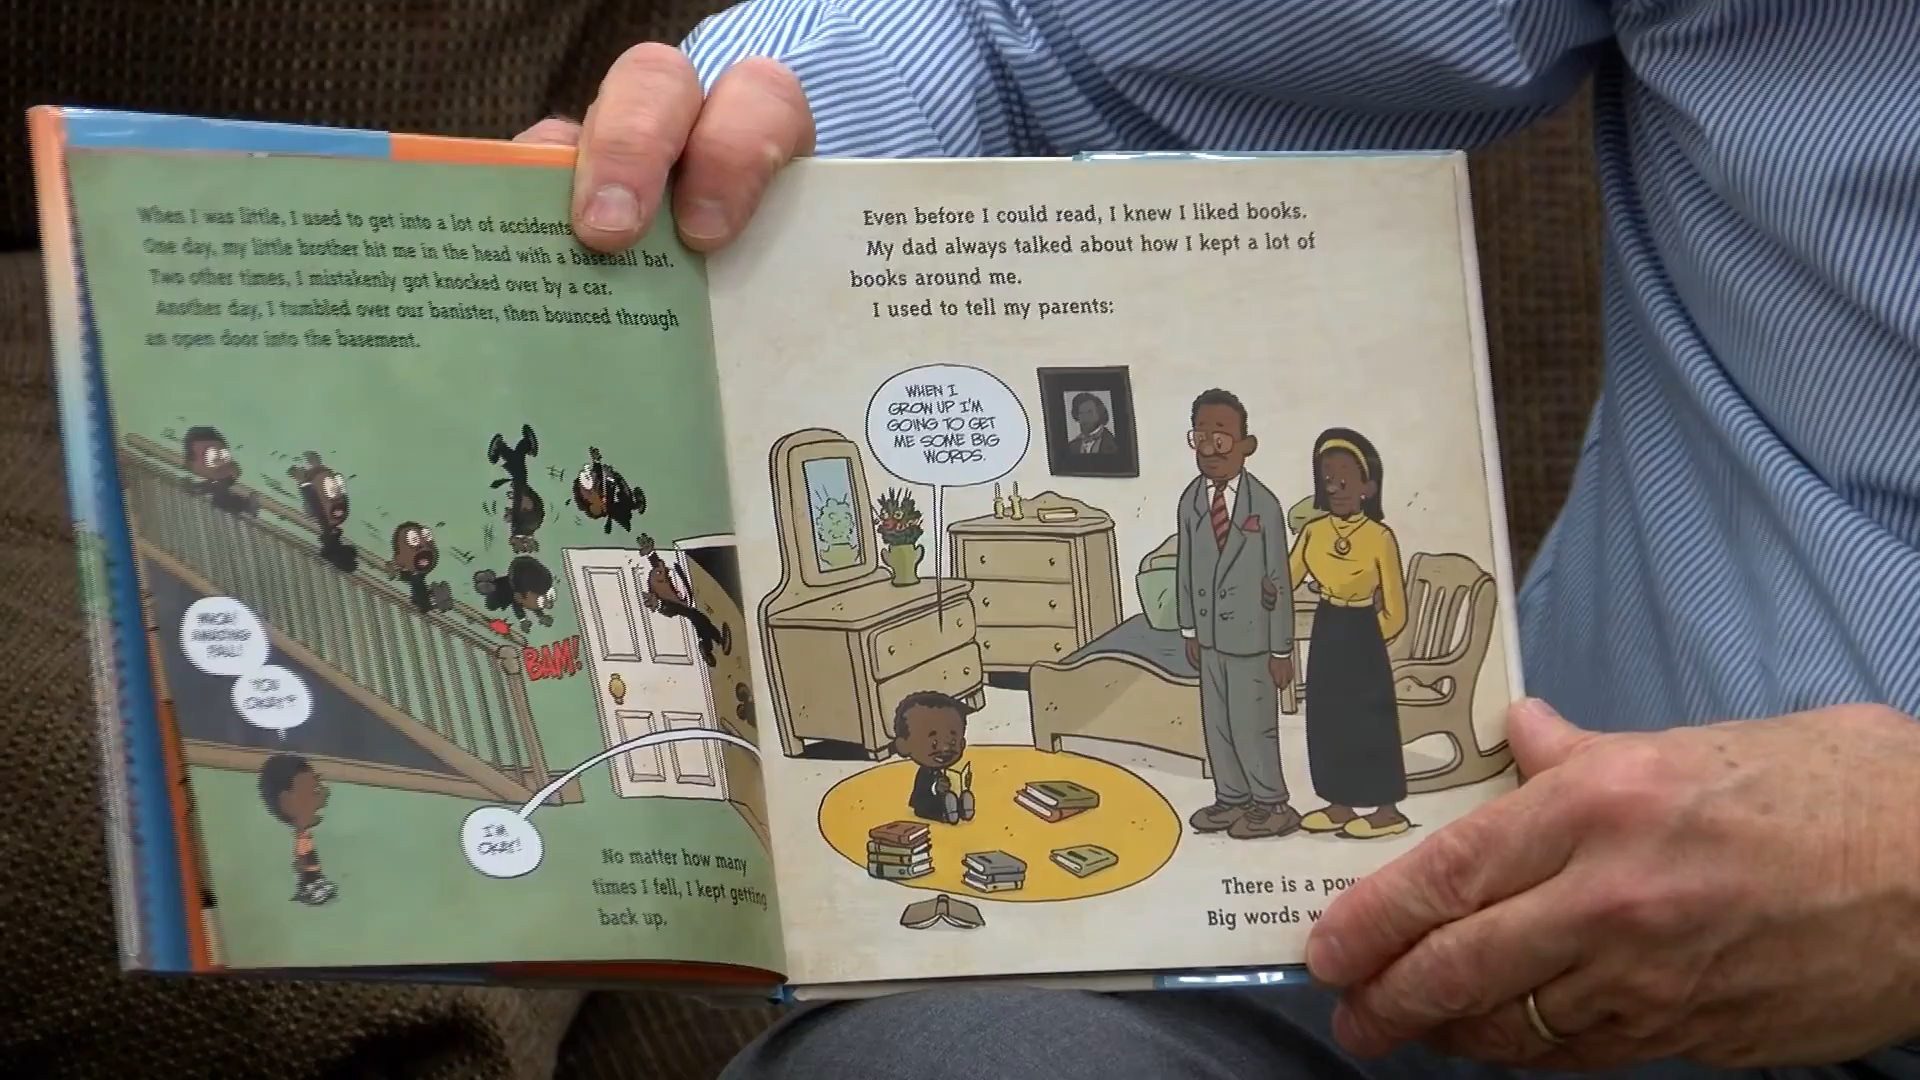 When I was little, I used to get into a lot of accidents
One day, my little brother hit me in the head with a baseball bat.
Two other times, I mistakenly got knocked over by a car.
Another day, I tumbled over our banister, then bounced through
an open door into the basement.
YOU
OKAY?
BAM!
I'M
OKAY!
No matter how many
times I fell, I kept getting
back up.
Even before I could read, I knew I liked books.
My dad always talked about how I kept a lot of
books around me.
I used to tell my parents:
WHEN I
GROW UP I'M
GOING TO GET
ME SOME BIG
WORDS.
There is a
Big words